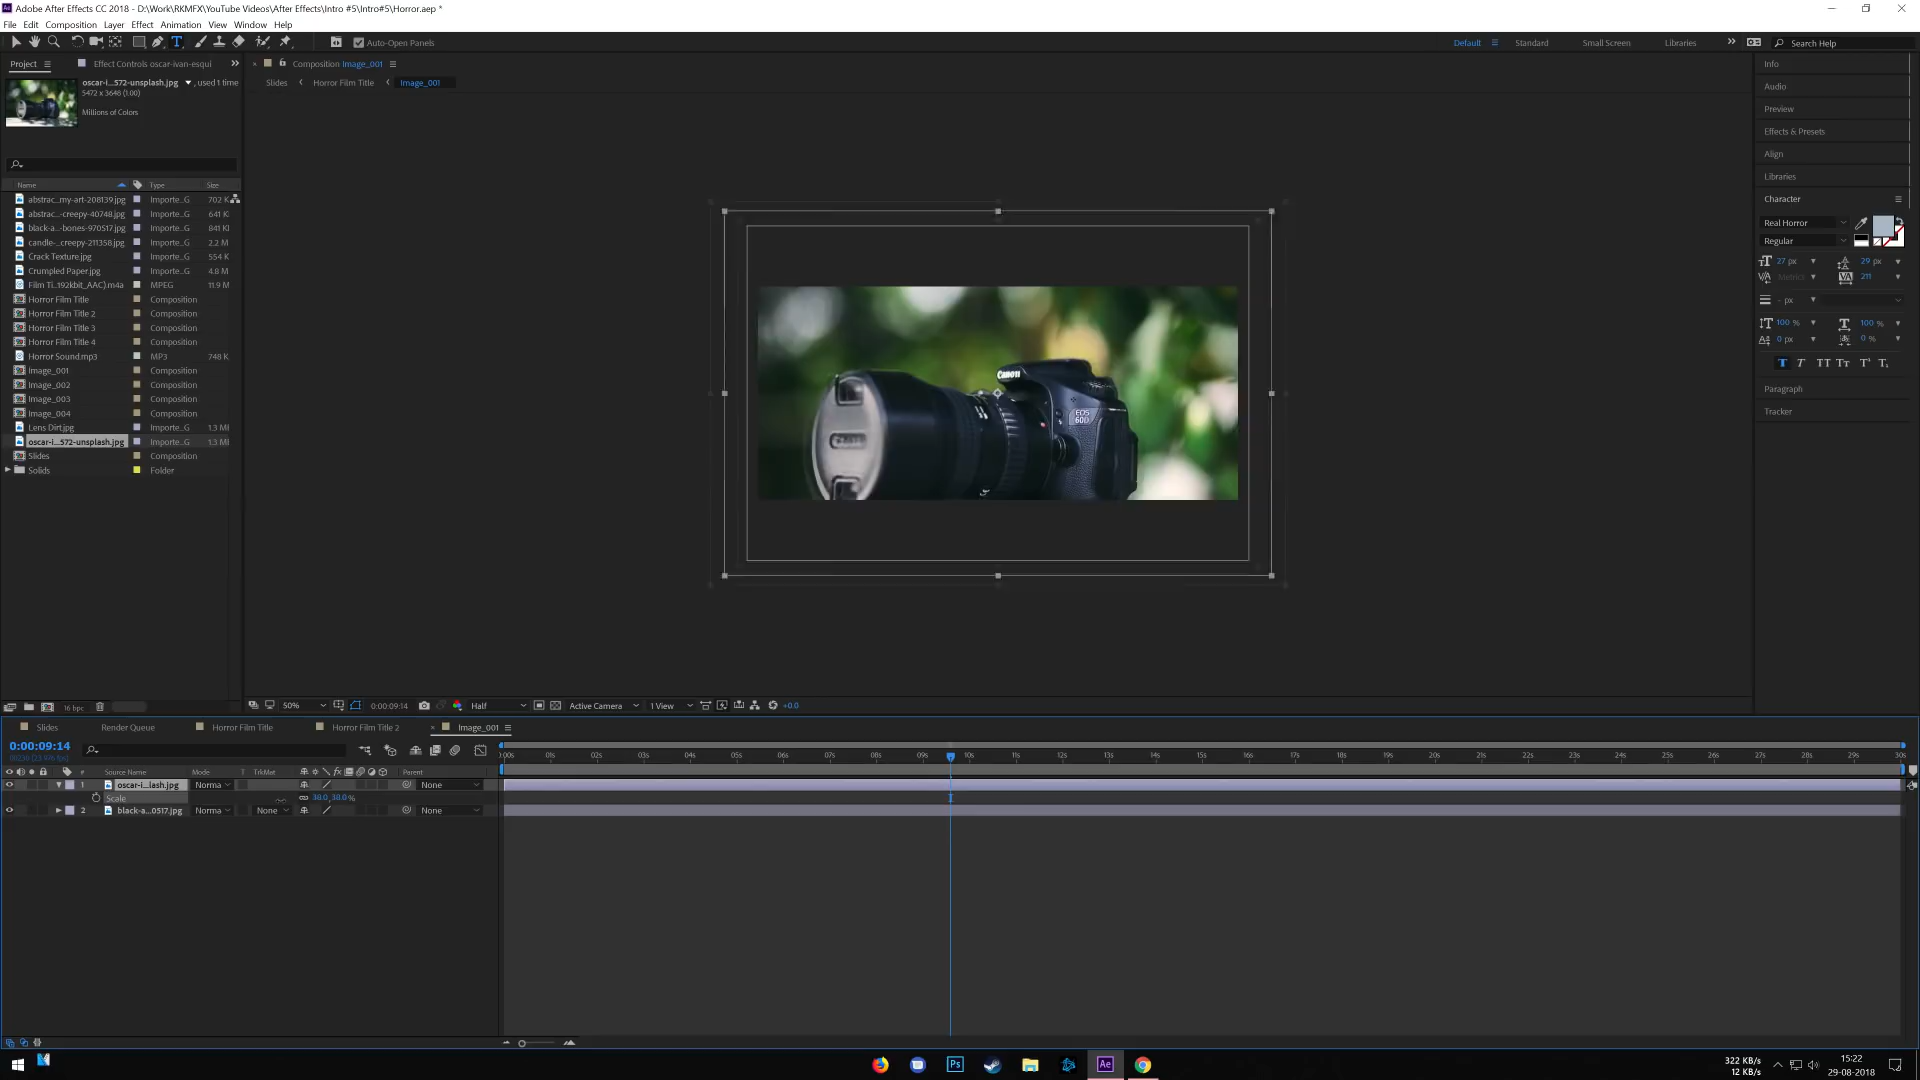 Adobe After Effects CC 2018 - D:\Work\RKMFX\YouTube Videos\After Effects\Intro #5\Intro#5\Horror.aep *
File Edit Composition Layer Effect Animation View Window Help
Auto-Open Panels
Default Standard Small Screen Libraries Search Help
Project Effect Controls oscar-ivan-esqui
Composition Image_001
Slides Horror Film Title Image_001
oscar-i...572-unsplash.jpg , used 1 time
5472 x 3648 (1.00)
Millions of Colors
Name Type Size
abstrac...my-art-208139.jpg Importe...G 702 K
abstrac...-creepy-40748.jpg Importe...G 641 K
black-a...bones-970517.jpg Importe...G 841 K
candle-...creepy-211358.jpg Importe...G 2.2 M
Crack Texture.jpg Importe...G 554 K
Crumpled Paper.jpg Importe...G 4.8 M
Film Ti...192kbit_AAC).m4a MPEG 11.9 M
Horror Film Title Composition
Horror Film Title 2 Composition
Horror Film Title 3 Composition
Horror Film Title 4 Composition
Horror Sound.mp3 MP3 748 K
Image_001 Composition
Image_002 Composition
Image_003 Composition
Image_004 Composition
Lens Dirt.jpg Importe...G 1.3 M
oscar-i...572-unsplash.jpg Importe...G 1.3 M
Slides Composition
Solids Folder
Canon
EOS
60D
Info
Audio
Preview
Effects & Presets
Align
Libraries
Character
Real Horror
Regular
27 px 29 px
Metrics 211
- px
100 % 100 %
0 px 0 %
T T TT Tt T
Paragraph
Tracker
16 bpc
50% 0:00:09:14 Half Active Camera 1 View +0.0
Slides Render Queue Horror Film Title Horror Film Title 2 Image_001
0:00:09:14
00230 (23.976 fps)
# Source Name Mode T TrkMat Parent
:00s 01s 02s 03s 04s 05s 06s 07s 08s 09s 10s 11s 12s 13s 14s 15s 16s 17s 18s 19s 20s 21s 22s 23s 24s 25s 26s 27s 28s 29s 30s
1 oscar-i...lash.jpg Norma None
Scale 38.0, 38.0 %
2 black-a...0517.jpg Norma None None
322 KB/s
12 KB/s
15:22
29-08-2018